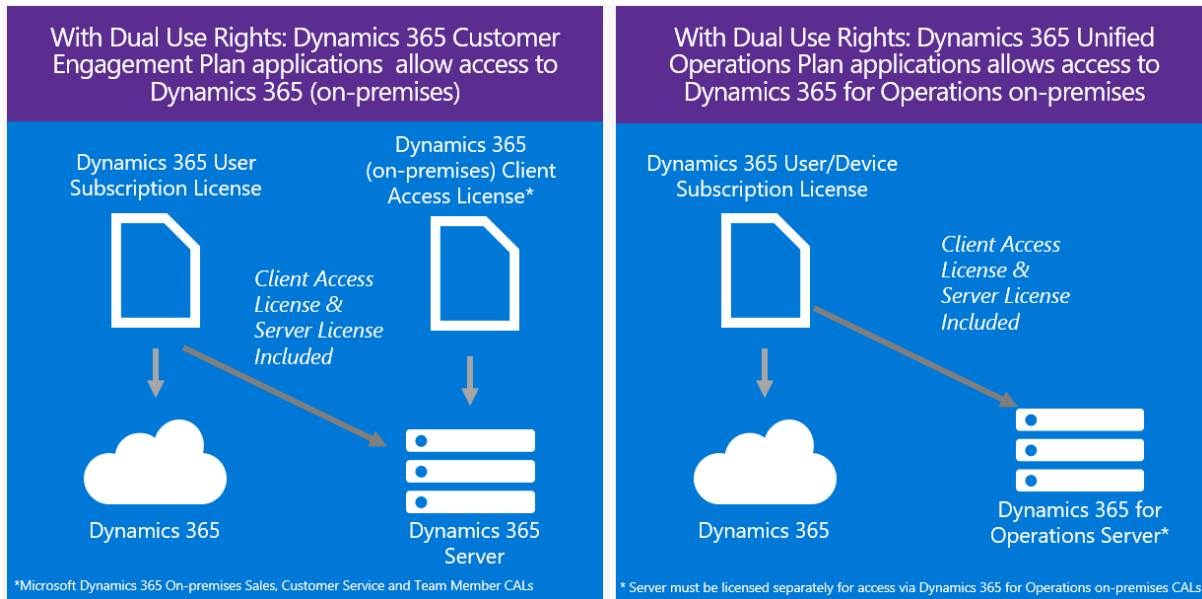 With Dual Use Rights: Dynamics 365 Customer
Engagement Plan applications allow access to
Dynamics 365 (on-premises)
Dynamics 365 User
Subscription License
Dynamics 365
(on-premises) Client
Access License*
Client Access
License &
Server License
Included
Dynamics 365
Dynamics 365
Server
*Microsoft Dynamics 365 On-premises Sales, Customer Service and Team Member CALs
With Dual Use Rights: Dynamics 365 Unified
Operations Plan applications allows access to
Dynamics 365 for Operations on-premises
Dynamics 365 User/Device
Subscription License
Client Access
License &
Server License
Included
Dynamics 365
Dynamics 365 for
Operations Server*
* Server must be licensed separately for access via Dynamics 365 for Operations on-premises CALs